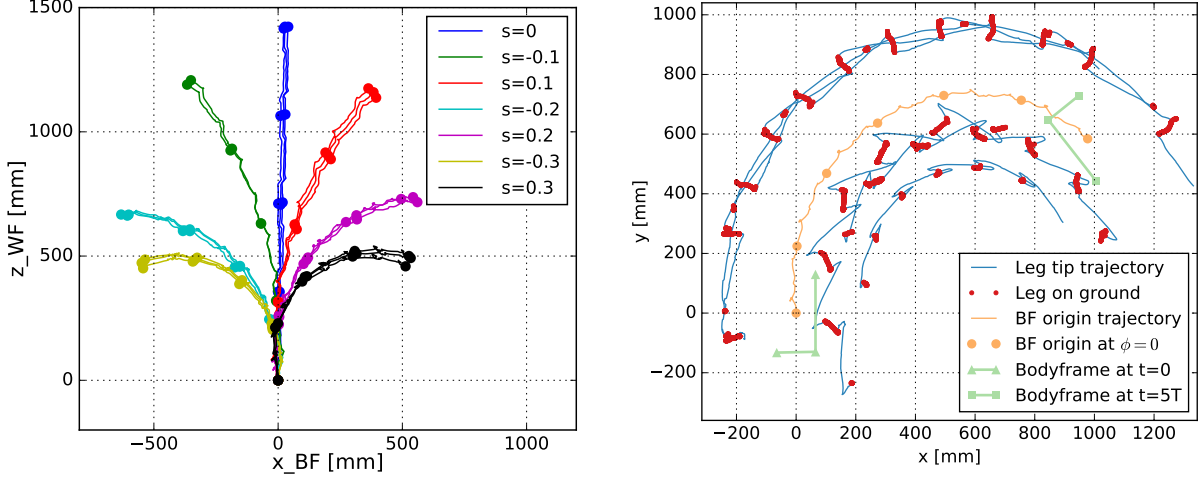 1500
1000
500
0
−500
0
500
1000
z_WF [mm]
x_BF [mm]
s=0
s=-0.1
s=0.1
s=-0.2
s=0.2
s=-0.3
s=0.3
1000
800
600
400
200
0
−200
−200
0
200
400
600
800
1000
1200
y [mm]
x [mm]
Leg tip trajectory
Leg on ground
BF origin trajectory
BF origin at ϕ=0
Bodyframe at t=0
Bodyframe at t=5T